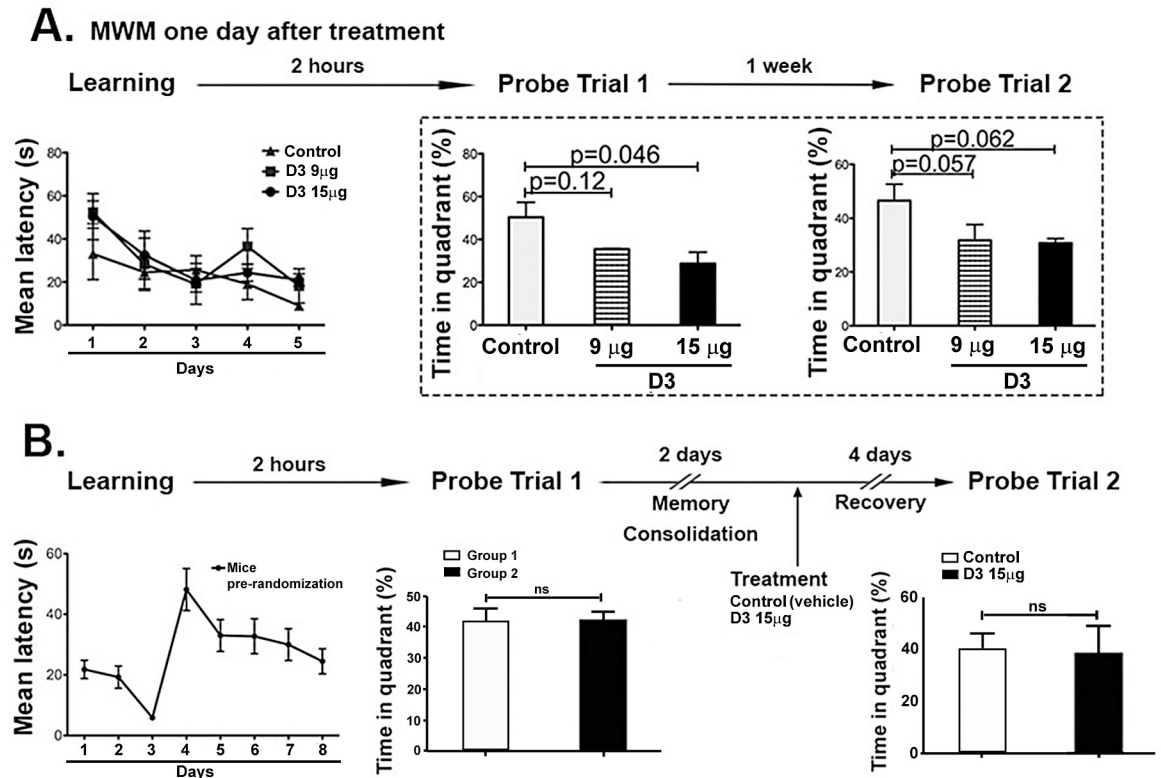 A. MWM one day after treatment
Learning
2 hours
Probe Trial 1
1 week
Probe Trial 2
Mean latency (s)
80
60
40
20
0
Control
D3 9μg
D3 15μg
1 2 3 4 5
Days
Time in quadrant (%)
80
60
40
20
0
p=0.046
p=0.12
Control 9 μg 15 μg
D3
Time in quadrant (%)
60
40
20
0
p=0.062
p=0.057
Control 9 μg 15 μg
D3
B.
Learning
2 hours
Probe Trial 1
2 days
Memory
Consolidation
4 days
Recovery
Probe Trial 2
Treatment
Control (vehicle)
D3 15μg
Mean latency (s)
60
40
20
0
Mice
pre-randomization
1 2 3 4 5 6 7 8
Days
Time in quadrant (%)
Group 1
Group 2
50
40
30
20
10
0
ns
Time in quadrant (%)
Control
D3 15μg
60
40
20
0
ns